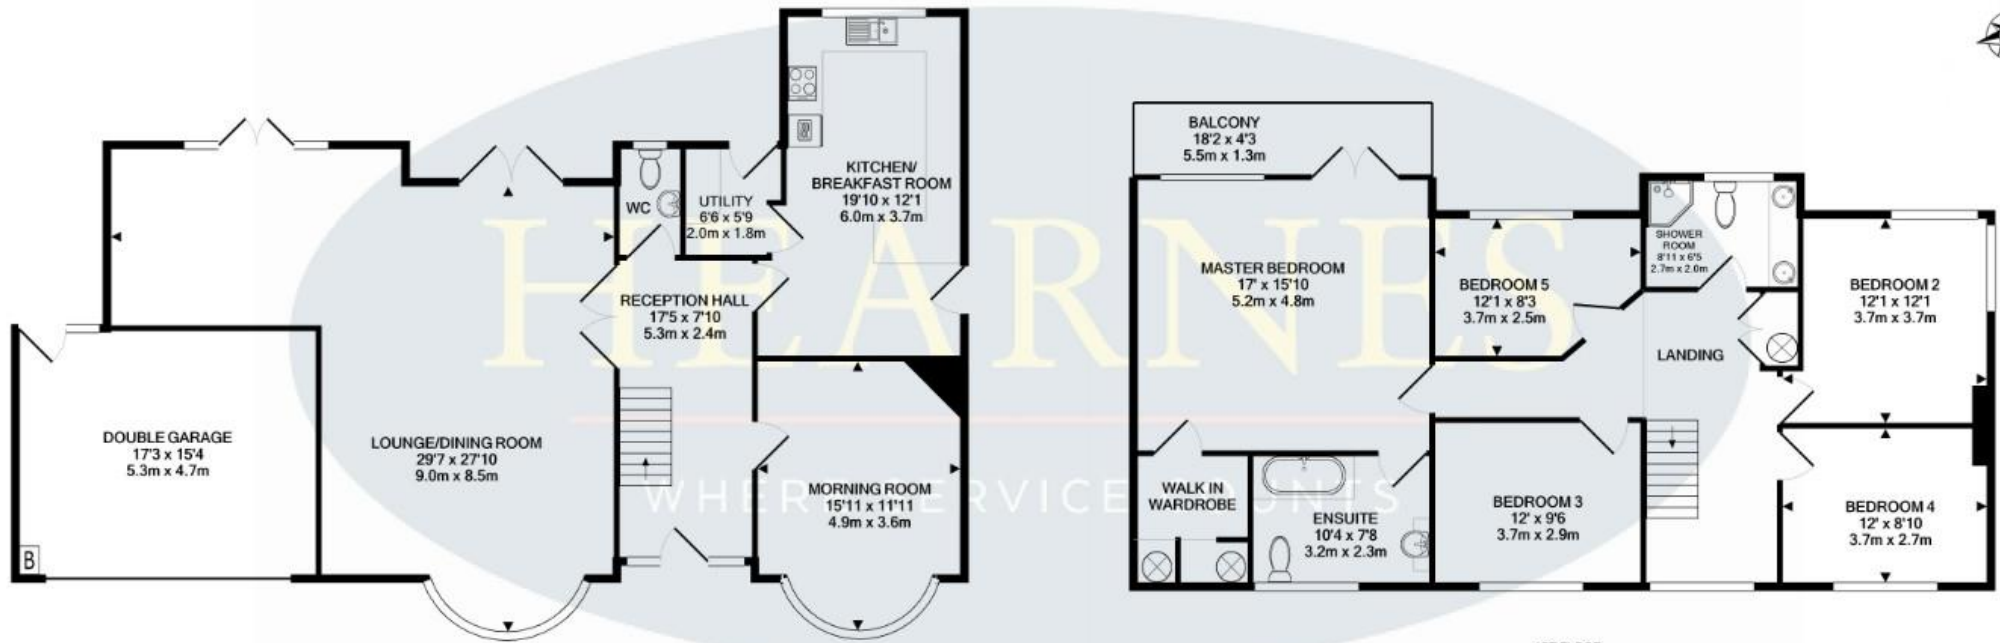 KITCHEN/
BREAKFAST ROOM
19'10 x 12'1
6.0m x 3.7m
WC
UTILITY
6'6 x 5'9
2.0m x 1.8m
RECEPTION HALL
17'5 x 7'10
5.3m x 2.4m
DOUBLE GARAGE
17'3 x 15'4
5.3m x 4.7m
B
LOUNGE/DINING ROOM
29'7 x 27'10
9.0m x 8.5m
MORNING ROOM
15'11 x 11'11
4.9m x 3.6m
BALCONY
18'2 x 4'3
5.5m x 1.3m
MASTER BEDROOM
17' x 15'10
5.2m x 4.8m
BEDROOM 5
12'1 x 8'3
3.7m x 2.5m
SHOWER
ROOM
8'11 x 6'5
2.7m x 2.0m
BEDROOM 2
12'1 x 12'1
3.7m x 3.7m
LANDING
WALK IN
WARDROBE
ENSUITE
10'4 x 7'8
3.2m x 2.3m
BEDROOM 3
12' x 9'6
3.7m x 2.9m
BEDROOM 4
12' x 8'10
3.7m x 2.7m
HEARNES
WHERE SERVICE COUNTS